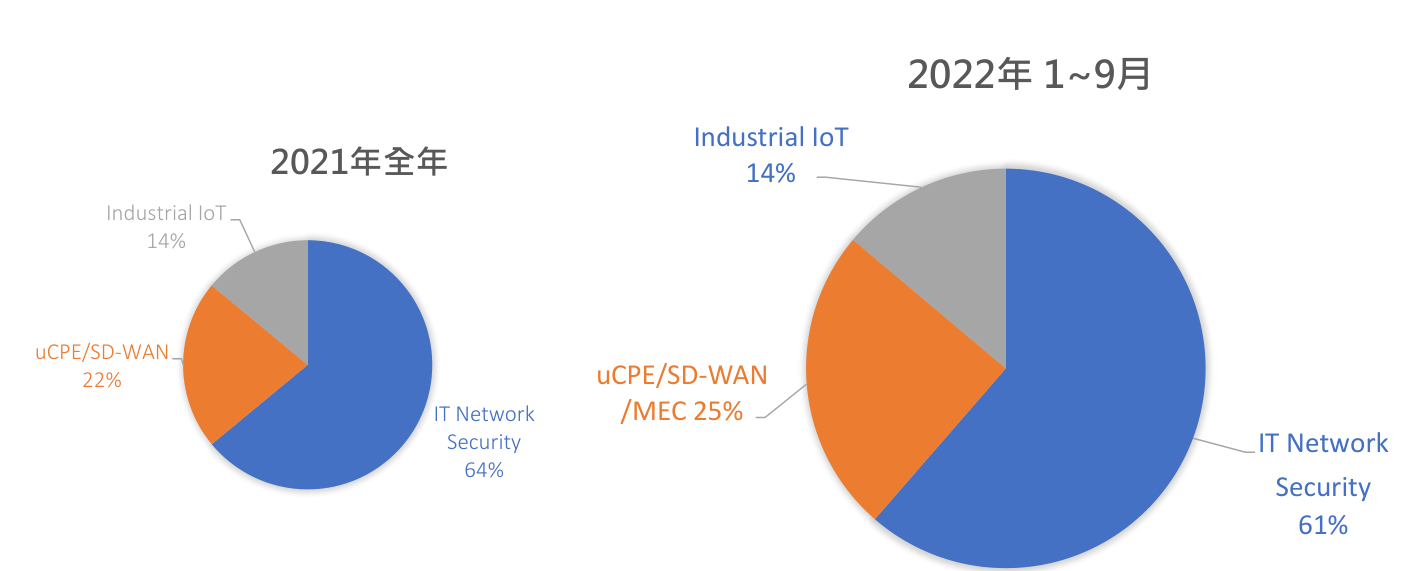 2021年全年
Industrial IoT
14%
uCPE/SD-WAN
22%
IT Network
Security
64%
2022年 1~9月
Industrial IoT
14%
uCPE/SD-WAN
/MEC 25%
IT Network
Security
61%